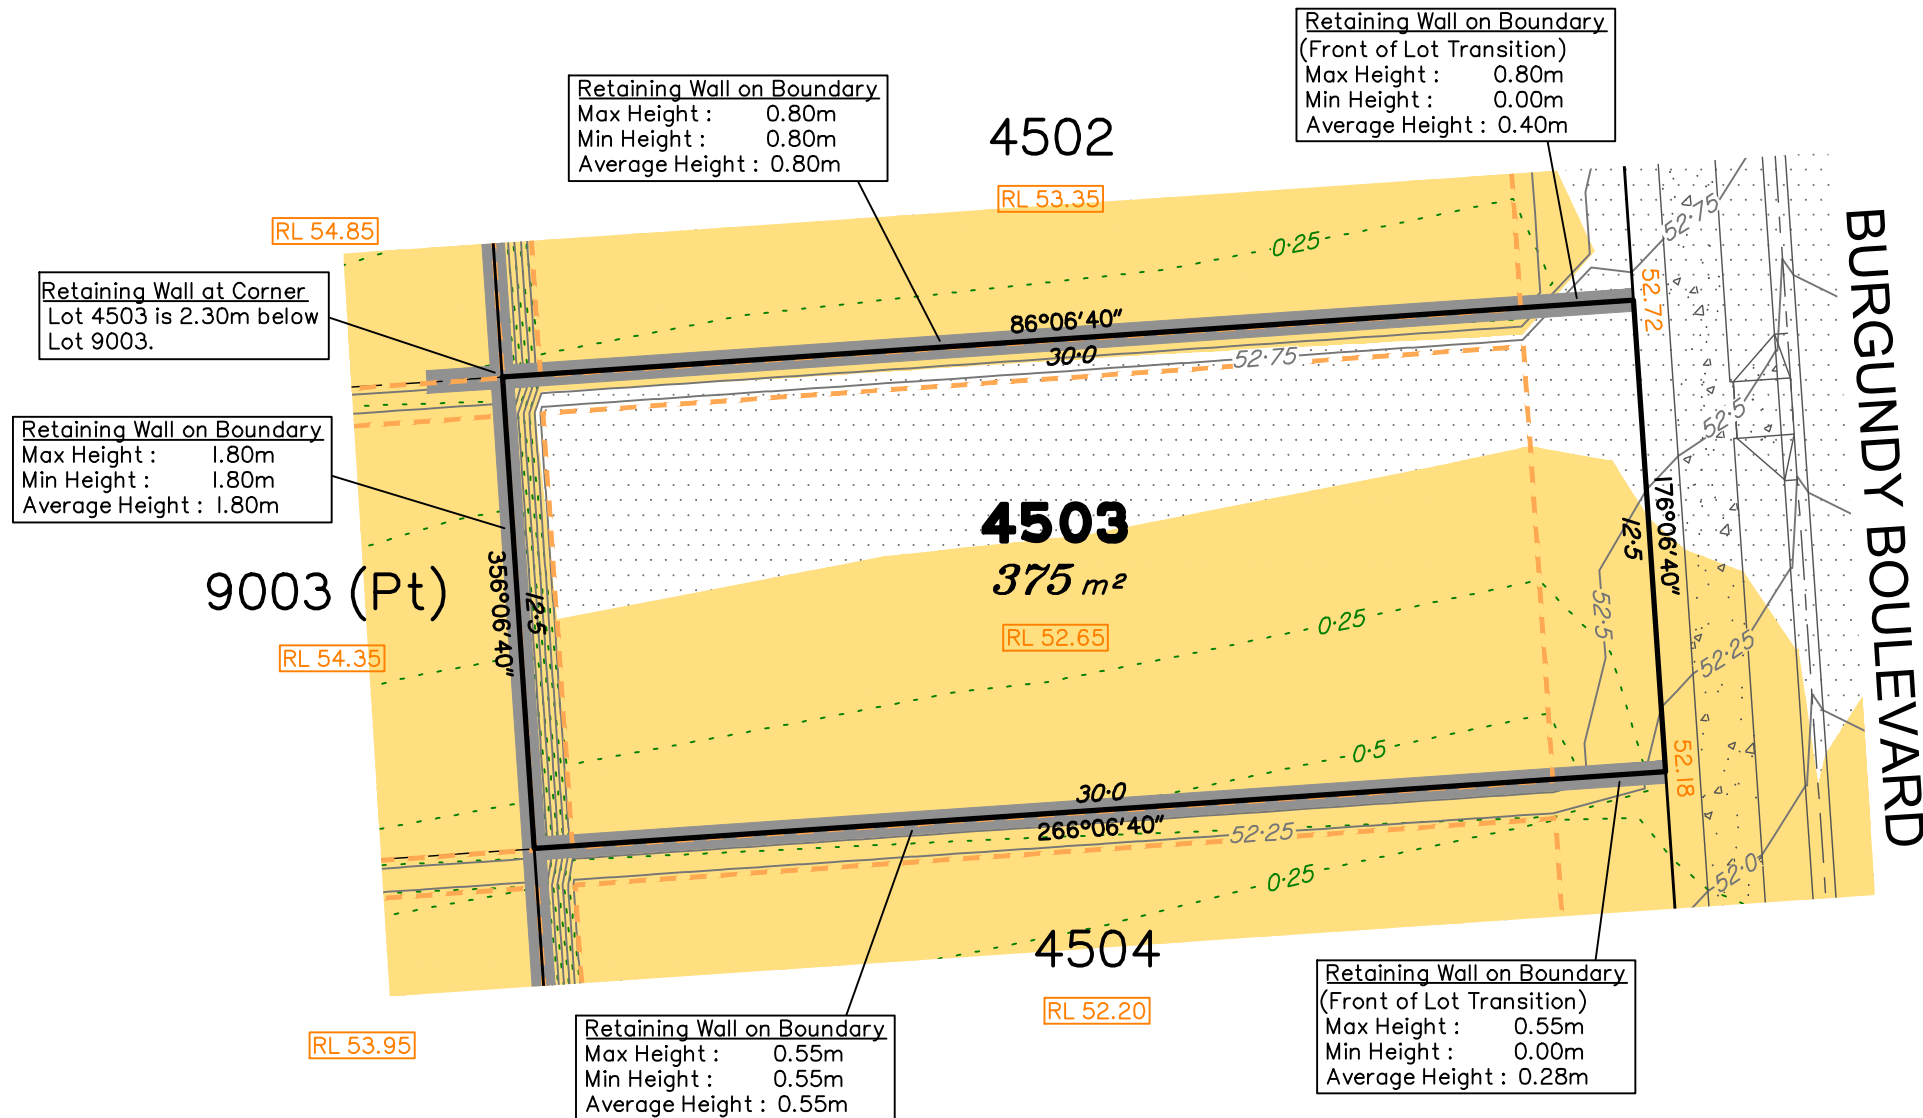 Retaining Wall on Boundary
(Front of Lot Transition)
Max Height : 0.80m
Min Height : 0.00m
Average Height : 0.40m
Retaining Wall on Boundary
Max Height : 0.80m
Min Height : 0.80m
Average Height : 0.80m
4502
RL 53.35
RL 54.85
52·75
0·25
BURGUNDY BOULEVARD
Retaining Wall at Corner
Lot 4503 is 2.30m below
Lot 9003.
52.72
86°06'40"
30·0
52·75
52·5
Retaining Wall on Boundary
Max Height : 1.80m
Min Height : 1.80m
Average Height : 1.80m
4503
375 m²
176°06'40"
12·5
356°06'40"
12·5
9003 (Pt)
RL 54.35
RL 52.65
0·25
52·5
52·25
0·5
52.18
30·0
266°06'40"
52·25
0·25
52·0
4504
RL 52.20
RL 53.95
Retaining Wall on Boundary
Max Height : 0.55m
Min Height : 0.55m
Average Height : 0.55m
Retaining Wall on Boundary
(Front of Lot Transition)
Max Height : 0.55m
Min Height : 0.00m
Average Height : 0.28m